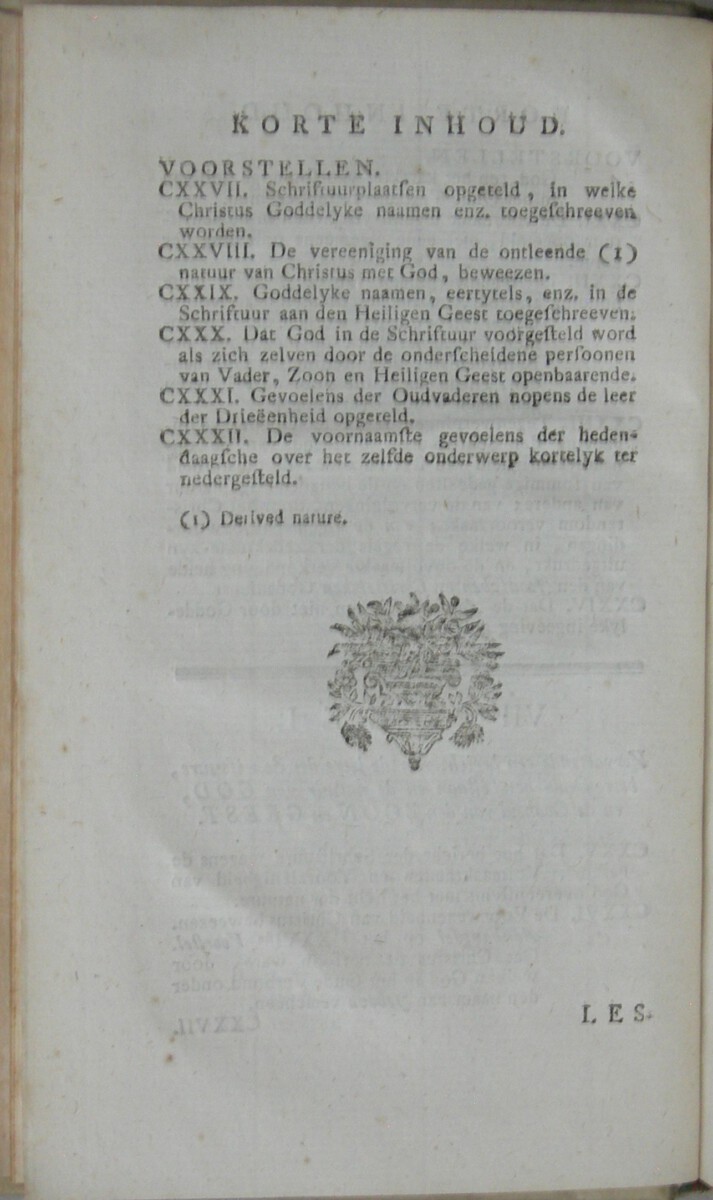 KORTE INHOUD.
VOORSTELLEN.
CXXVII. Schriftuurplaatſen opgeteld, in welke
Christus Goddelyke naamen enz. toegeſchreeven
worden.
CXXVIII. De vereeniging van de ontleende (1)
natuur van Christus met God, beweezen.
CXXIX. Goddelyke naamen, eertytels, enz. in de
Schriftuur aan den Heiligen Geest toegeſchreeven.
CXXX. Dat God in de Schriftuur voorgeſteld word
als zich zelven door de onderſcheidene perſoonen
van Vader, Zoon en Heiligen Geest openbaarende.
CXXXI. Gevoelens der Oudvaderen nopens de leer
der Drieëenheid opgeteld.
CXXXII. De voornaamſte gevoelens der heden-
daagſche over het zelfde onderwerp kortelyk ter
nedergeſteld.
(1) Derived nature.
LES-